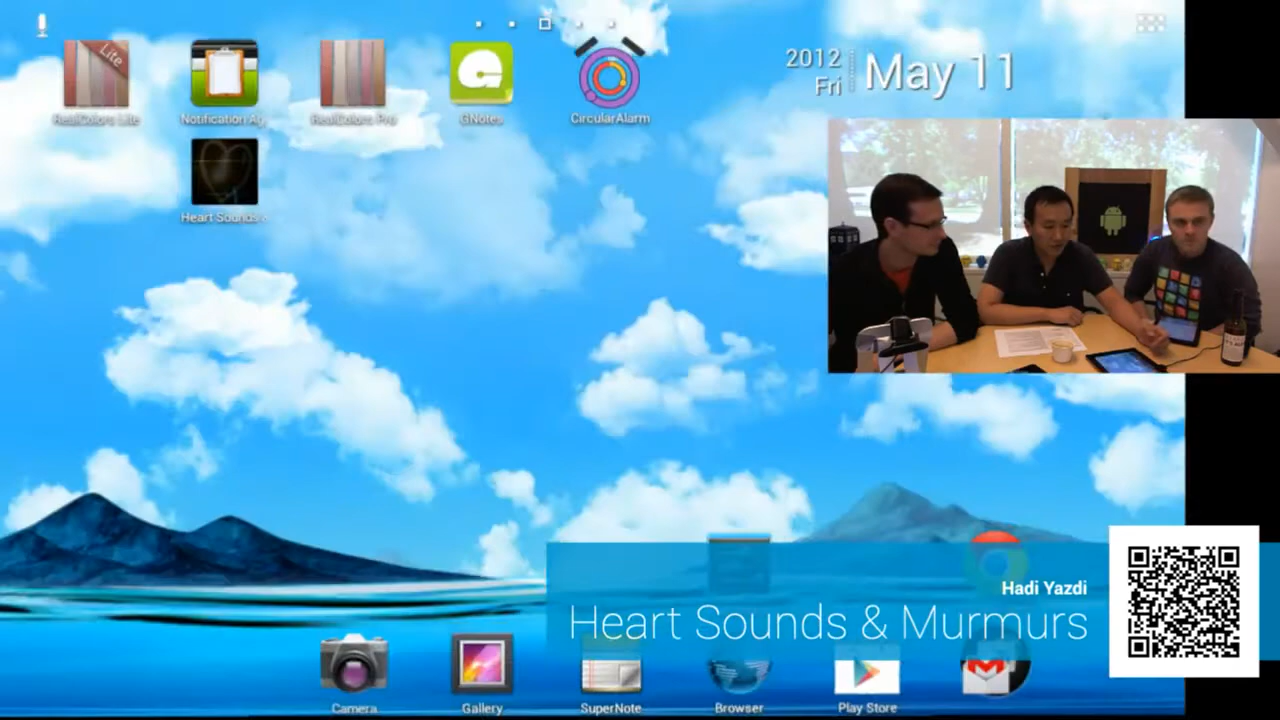 Lite
RealColors Lite
Notification Ag
RealColors Pro
GNotes
CircularAlarm
2012
Fri
May 11
Heart Sounds &
Hadi Yazdi
Heart Sounds & Murmurs
Camera
Gallery
SuperNote
Browser
Play Store